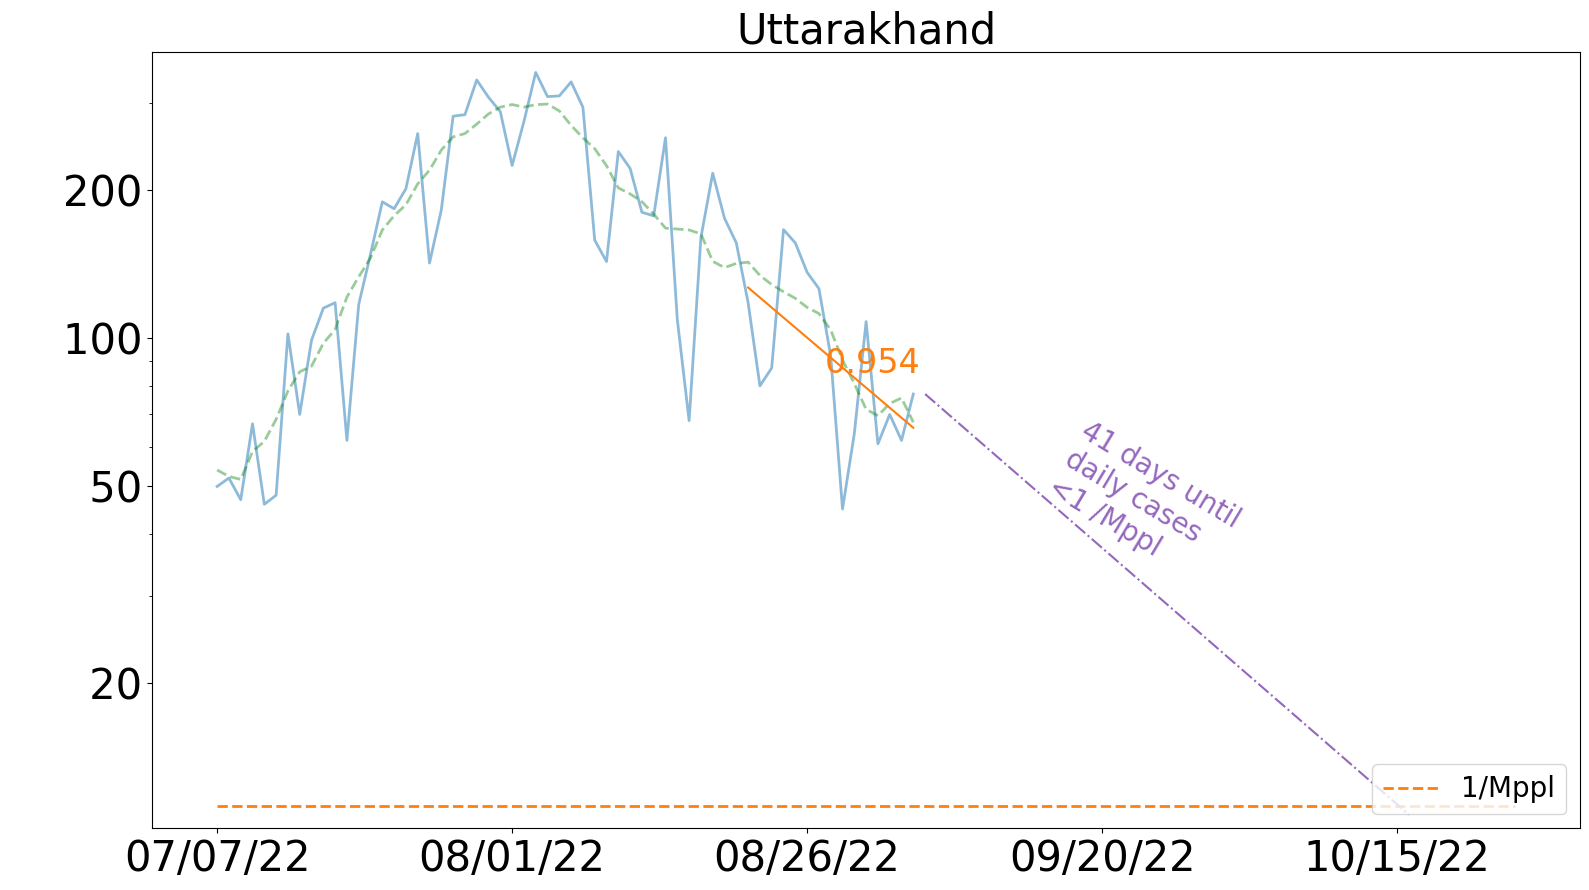 Uttarakhand
200
100
50
20
0.954
41 days until
daily cases
<1 /Mppl
1/Mppl
07/07/22
08/01/22
08/26/22
09/20/22
10/15/22